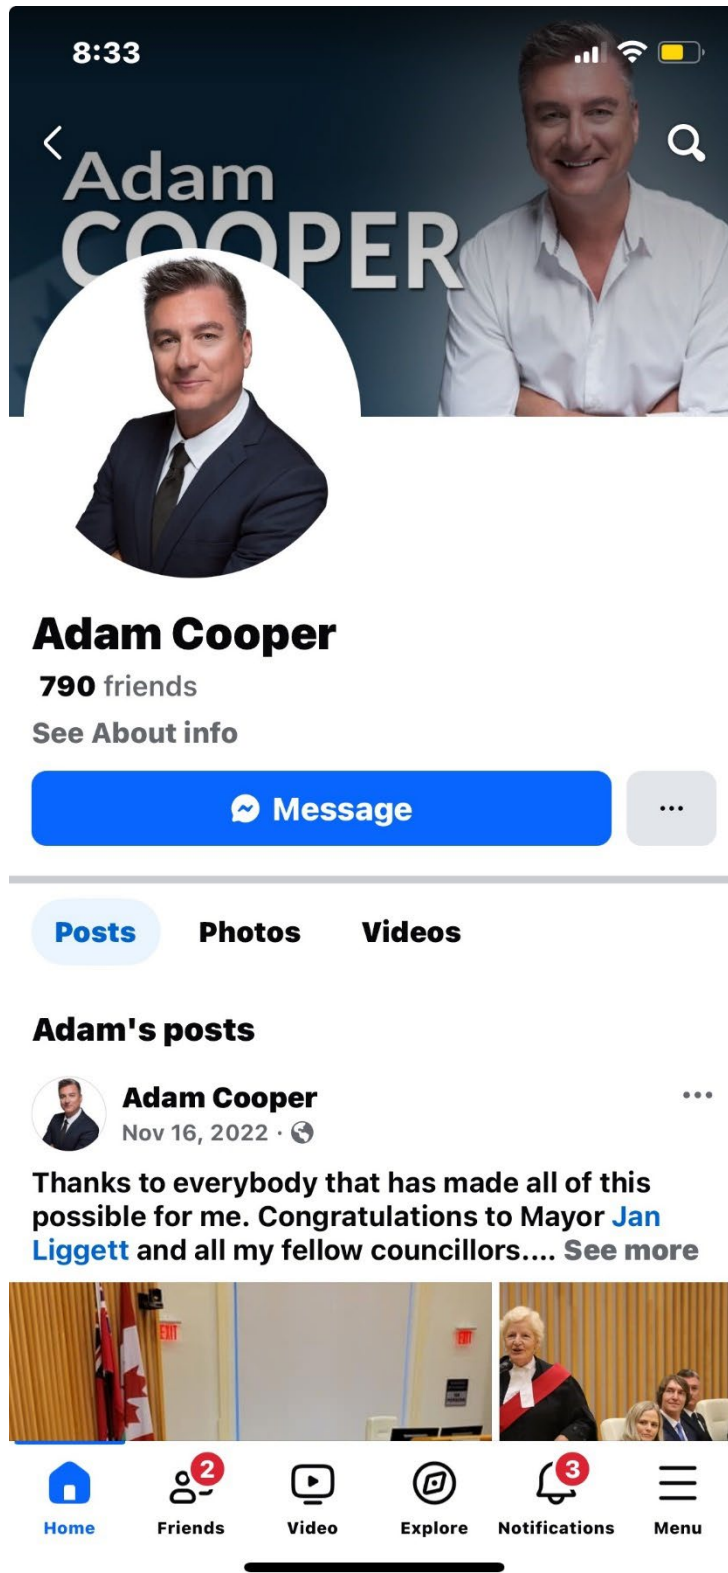 8:33
Adam
COOPER
Adam Cooper
790 friends
See About info
Message
...
Posts
Photos
Videos
Adam's posts
Adam Cooper
...
Nov 16, 2022 ·
Thanks to everybody that has made all of this
possible for me. Congratulations to Mayor Jan
Liggett and all my fellow councillors.... See more
EXIT
EXIT
2
3
Home
Friends
Video
Explore
Notifications
Menu